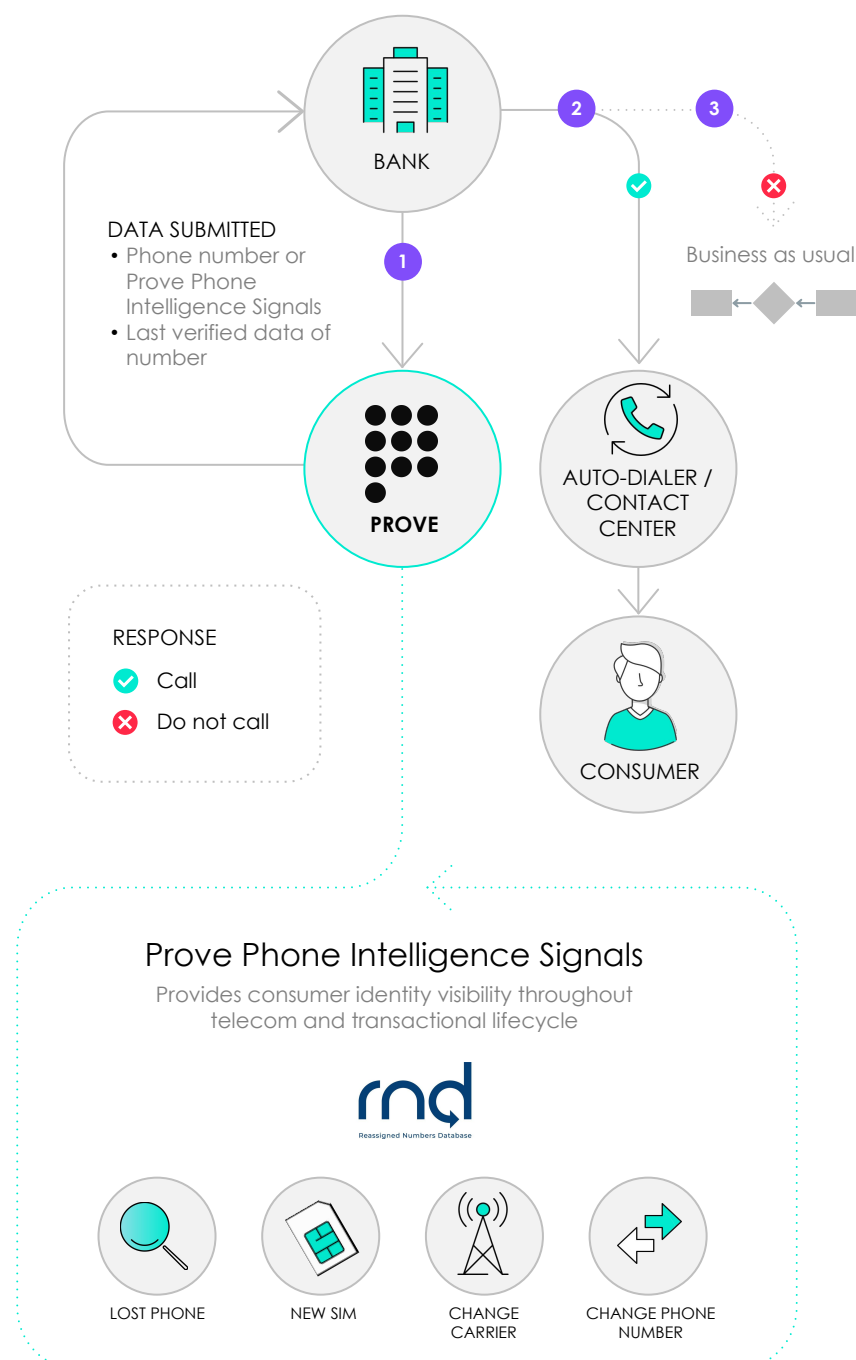 BANK
2
3
DATA SUBMITTED
• Phone number or
Prove Phone
Intelligence Signals
• Last verified data of
number
1
Business as usual
PROVE
AUTO-DIALER /
CONTACT
CENTER
RESPONSE
Call
Do not call
CONSUMER
Prove Phone Intelligence Signals
Provides consumer identity visibility throughout
telecom and transactional lifecycle
rnd
Reassigned Numbers Database
LOST PHONE
NEW SIM
CHANGE
CARRIER
CHANGE PHONE
NUMBER